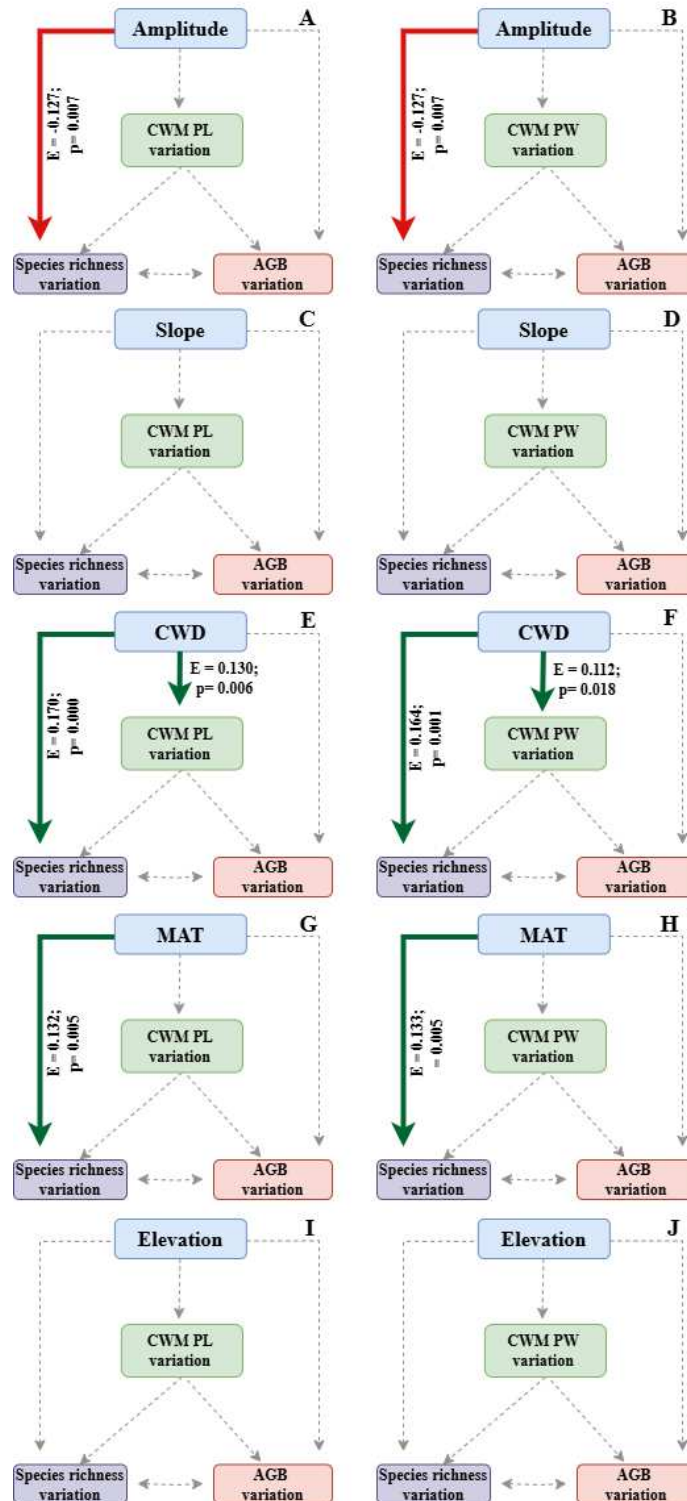 A
Amplitude
E = -0.127;
p= 0.007
CWM PL
variation
Species richness
variation
AGB
variation
B
Amplitude
E = -0.127;
p= 0.007
CWM PW
variation
Species richness
variation
AGB
variation
C
Slope
CWM PL
variation
Species richness
variation
AGB
variation
D
Slope
CWM PW
variation
Species richness
variation
AGB
variation
E
CWD
E = 0.130;
p= 0.006
E = 0.170;
p= 0.000
CWM PL
variation
Species richness
variation
AGB
variation
F
CWD
E = 0.112;
p= 0.018
E = 0.164;
p= 0.001
CWM PW
variation
Species richness
variation
AGB
variation
G
MAT
E = 0.132;
p= 0.005
CWM PL
variation
Species richness
variation
AGB
variation
H
MAT
E = 0.133;
= 0.005
CWM PW
variation
Species richness
variation
AGB
variation
I
Elevation
CWM PL
variation
Species richness
variation
AGB
variation
J
Elevation
CWM PW
variation
Species richness
variation
AGB
variation